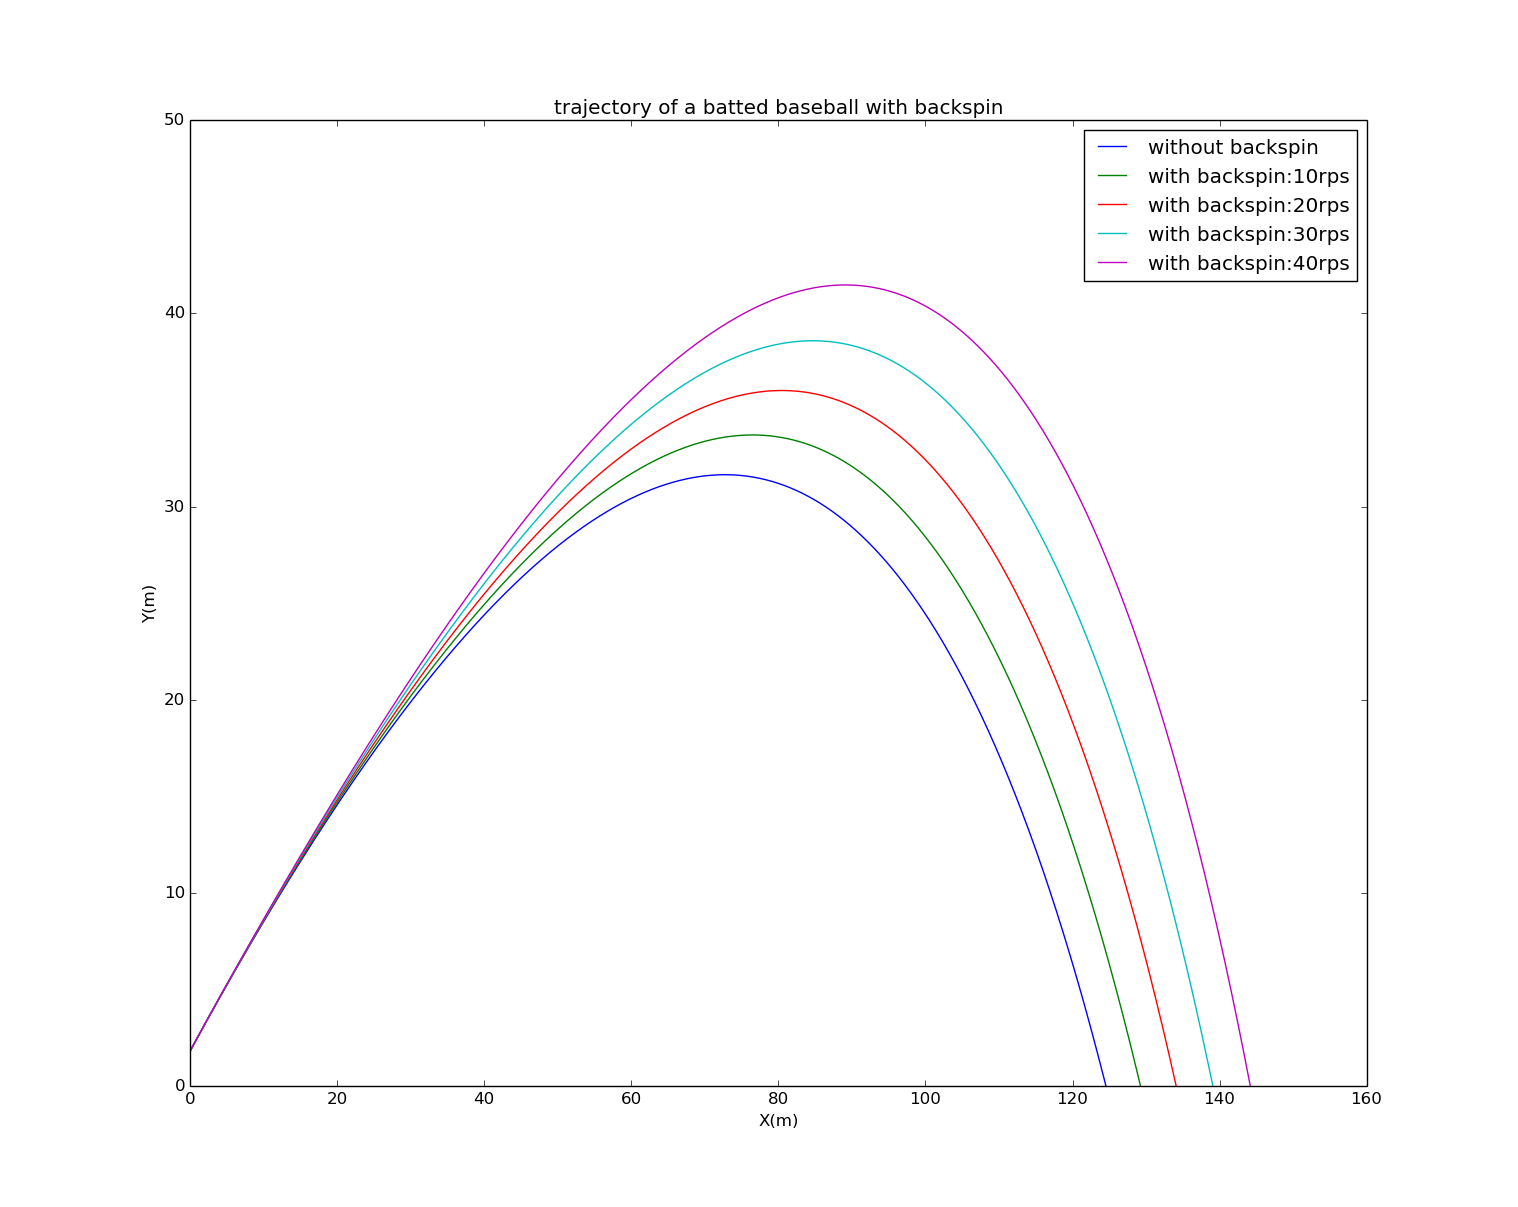 trajectory of a batted baseball with backspin
50
without backspin
with backspin:10rps
with backspin:20rps
with backspin:30rps
with backspin:40rps
40
30
Y(m)
20
10
0
0 20 40 60 80 100 120 140 160
X(m)